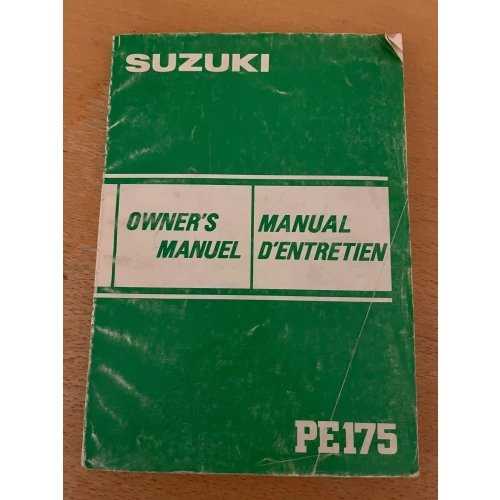 SUZUKI
OWNER'S
MANUEL
MANUAL
D'ENTRETIEN
PE175